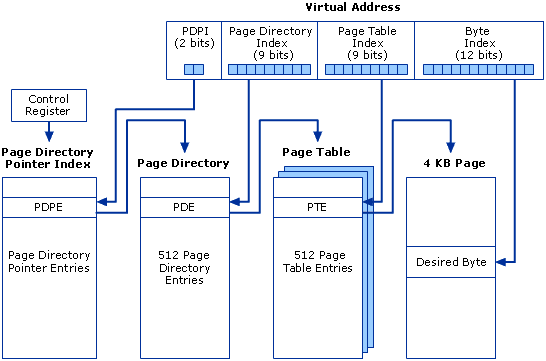 Virtual Address
PDPI
(2 bits)
Page Directory
Index
(9 bits)
Page Table
Index
(9 bits)
Byte
Index
(12 bits)
Control
Register
Page Directory
Pointer Index
Page Directory
Page Table
4 KB Page
PDPE
PDE
PTE
Page Directory
Pointer Entries
512 Page
Directory
Entries
512 Page
Table Entries
Desired Byte